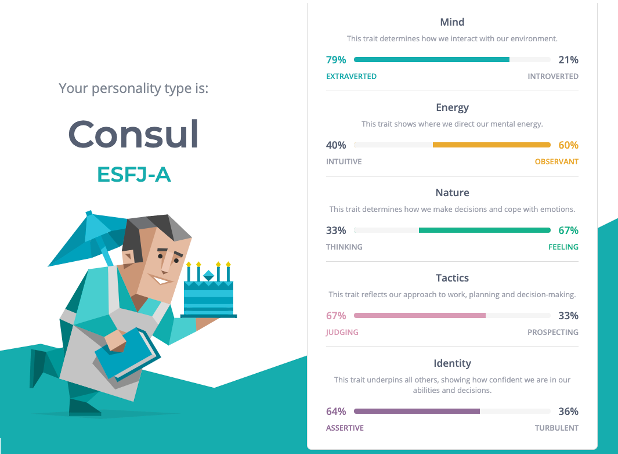 Your personality type is:
Consul
ESFJ-A
Mind
This trait determines how we interact with our environment.
79% 21%
EXTRAVERTED INTROVERTED
Energy
This trait shows where we direct our mental energy.
40% 60%
INTUITIVE OBSERVANT
Nature
This trait determines how we make decisions and cope with emotions.
33% 67%
THINKING FEELING
Tactics
This trait reflects our approach to work, planning and decision-making.
67% 33%
JUDGING PROSPECTING
Identity
This trait underpins all others, showing how confident we are in our
abilities and decisions.
64% 36%
ASSERTIVE TURBULENT